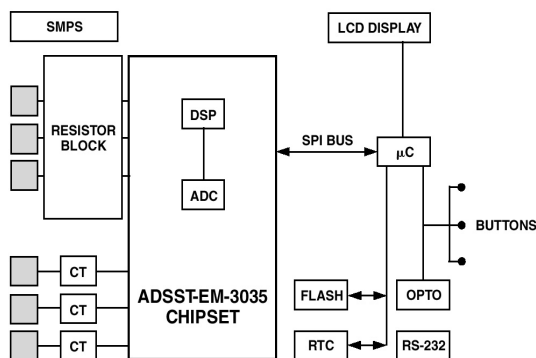 SMPS
LCD DISPLAY
RESISTOR
BLOCK
DSP
ADC
SPI BUS
μC
BUTTONS
CT
CT
CT
ADSST-EM-3035
CHIPSET
FLASH
OPTO
RTC
RS-232